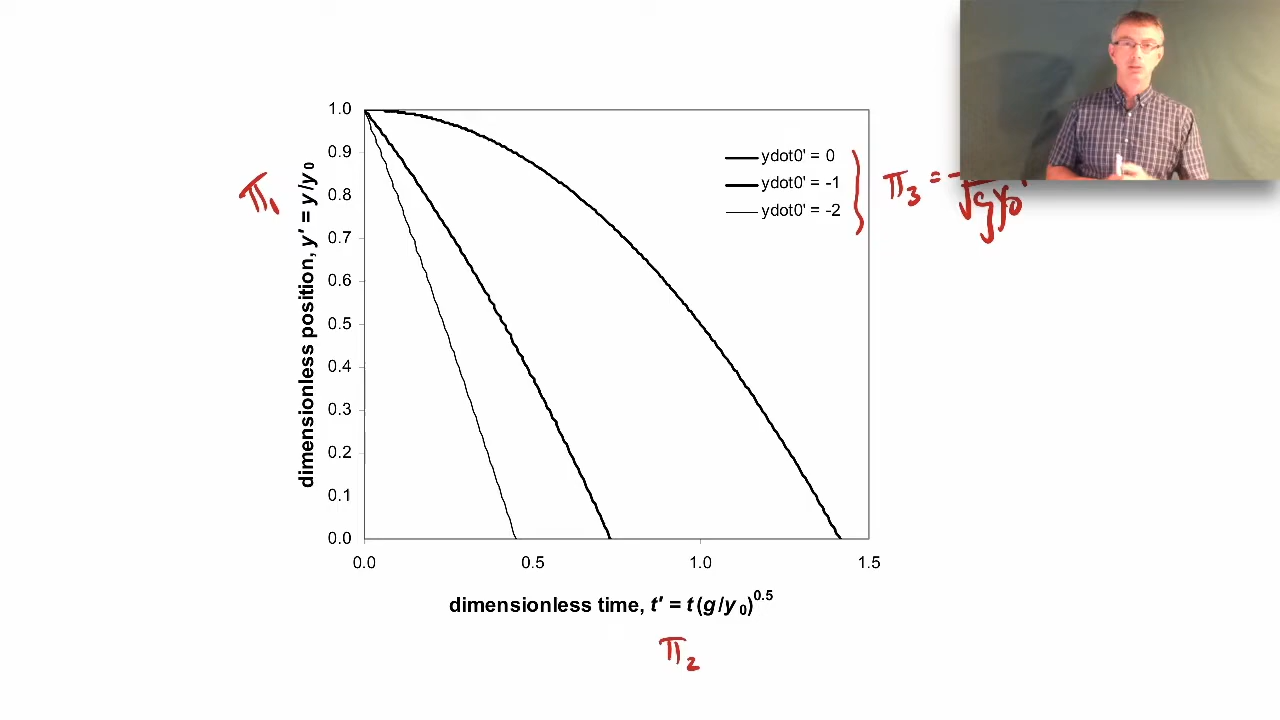 1.0
0.9
0.8
0.7
0.6
0.5
0.4
0.3
0.2
0.1
0.0
0.0 0.5 1.0 1.5
dimensionless position, y' = y/y₀
dimensionless time, t' = t(g/y₀)^0.5
ydot0' = 0
ydot0' = -1
ydot0' = -2
π₁
π₂
π₃ =
√gy₀